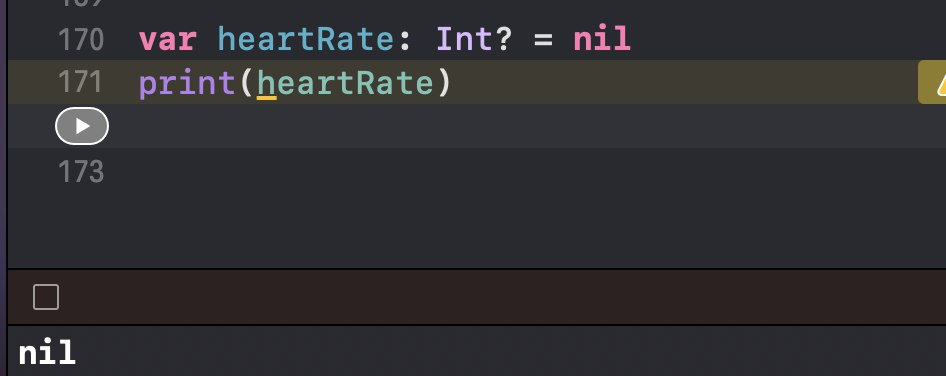 170 var heartRate: Int? = nil
171 print(heartRate)
173
nil